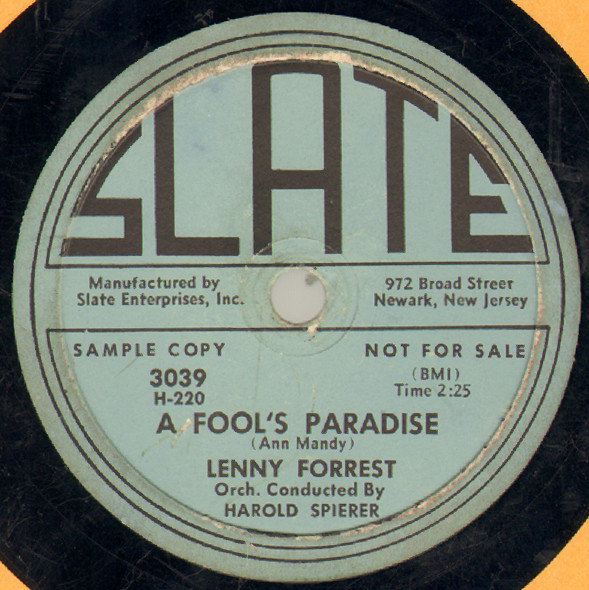 SLATE
Manufactured by
Slate Enterprises, Inc.
972 Broad Street
Newark, New Jersey
SAMPLE COPY
NOT FOR SALE
3039
H-220
(BMI)
Time 2:25
A FOOL'S PARADISE
(Ann Mandy)
LENNY FORREST
Orch. Conducted By
HAROLD SPIERER